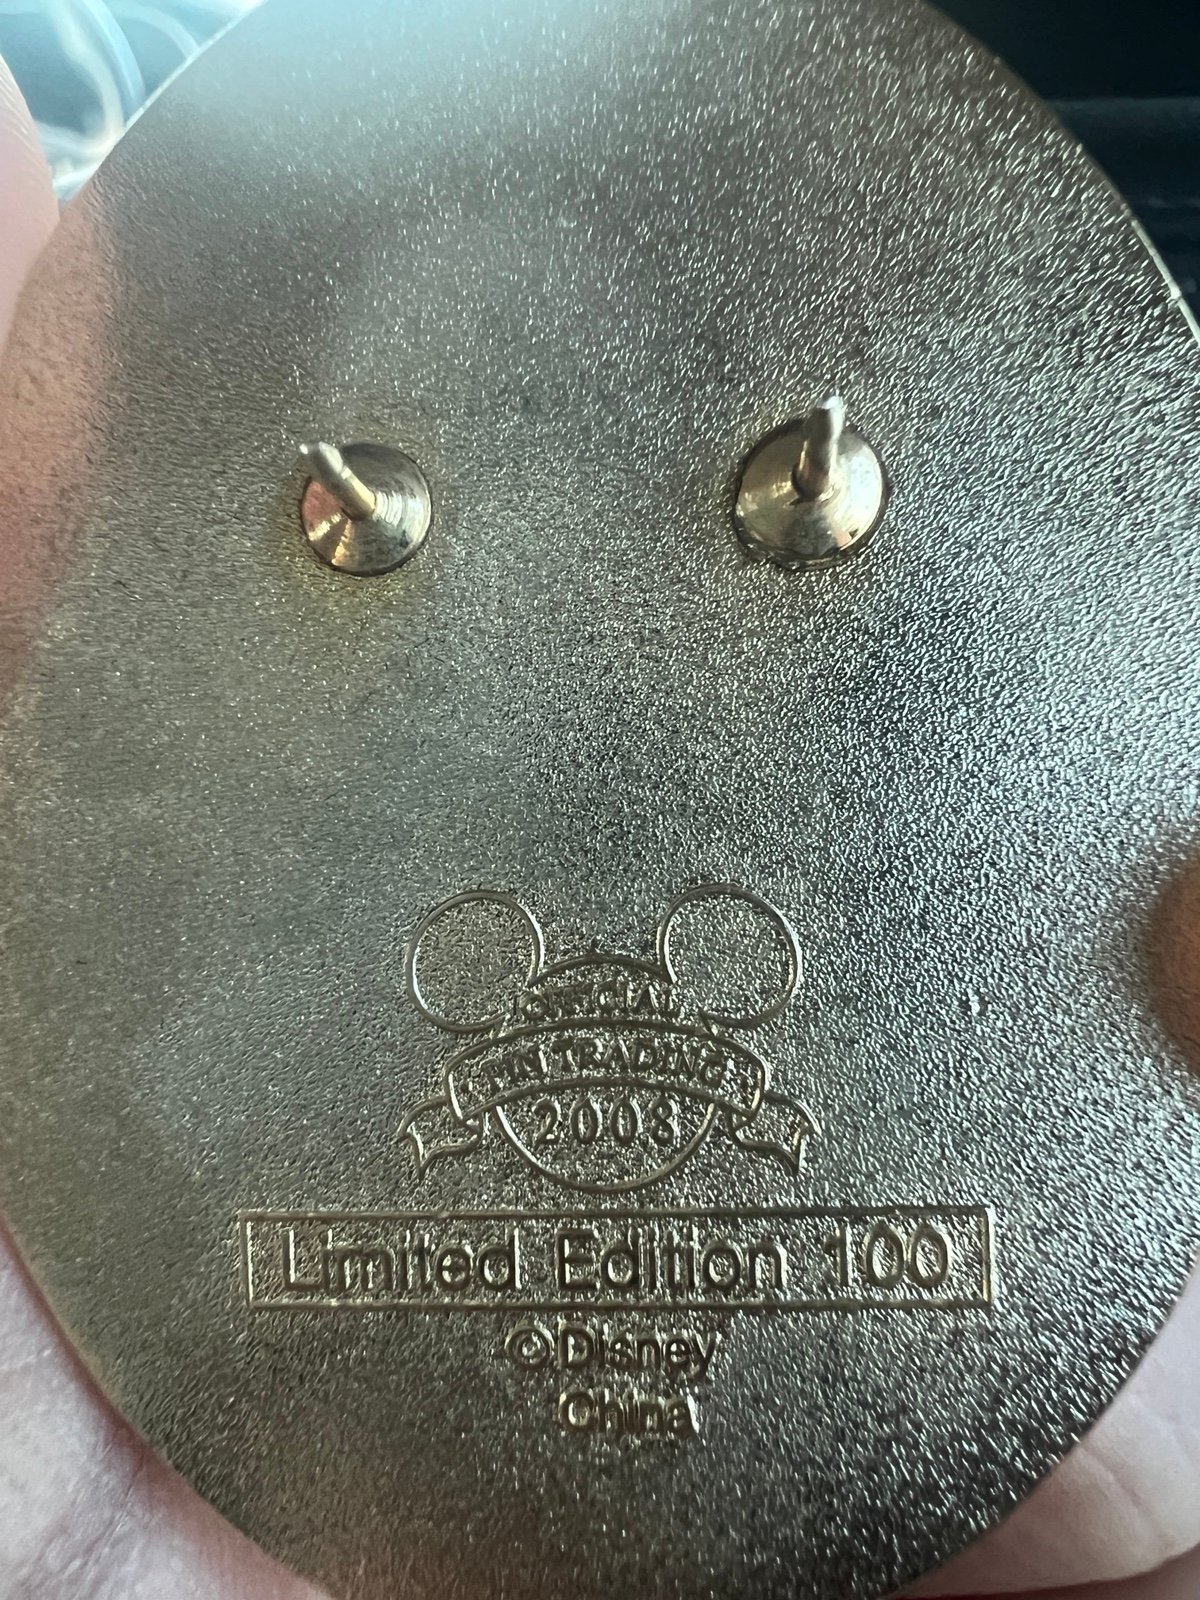 OFFICIAL
PIN TRADING
2008
Limited Edition 100
©Disney
China